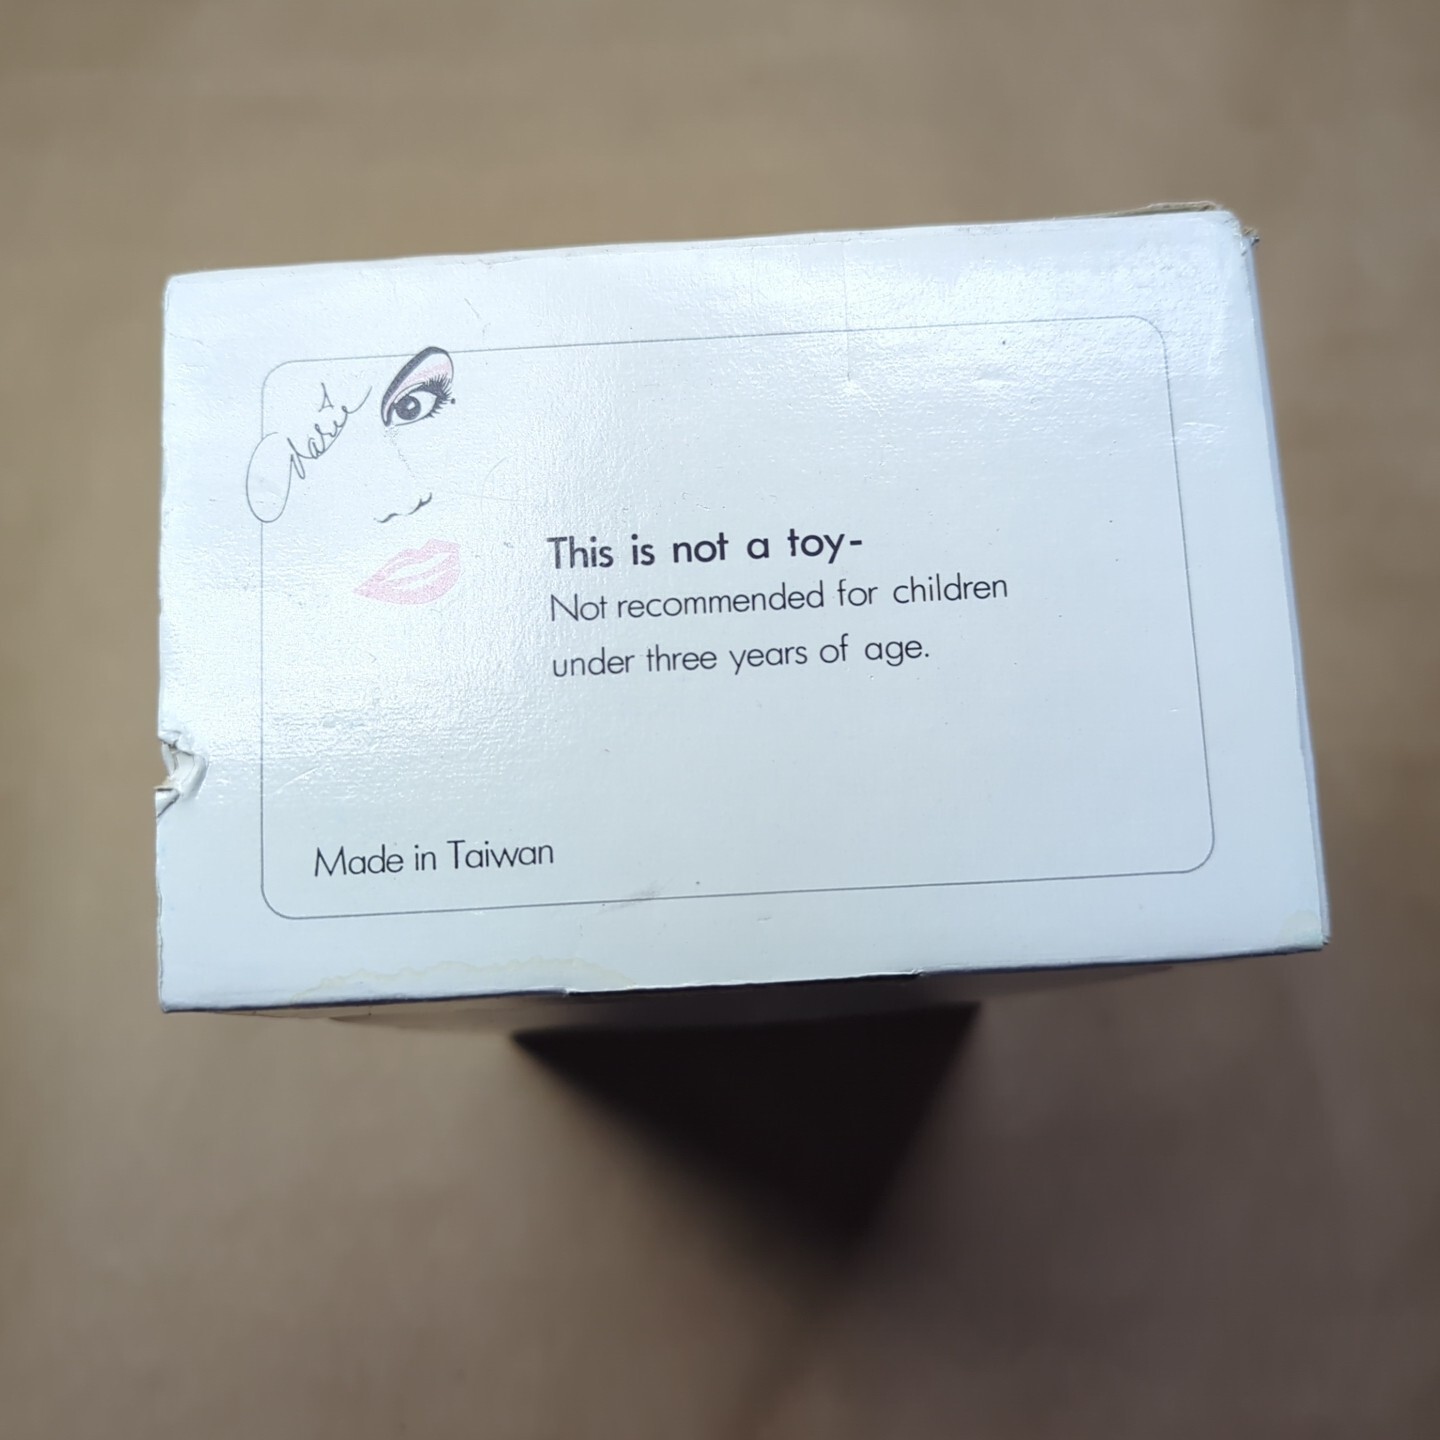 This is not a toy-
Not recommended for children
under three years of age.
Made in Taiwan